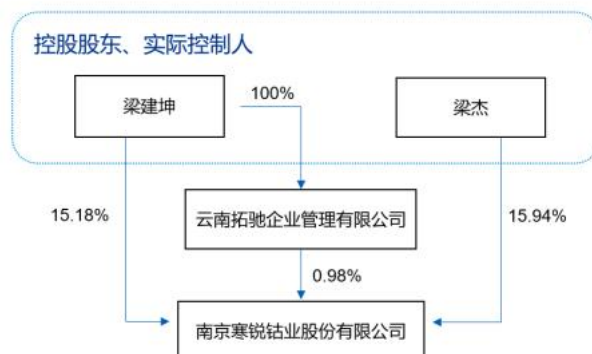 控股股东、实际控制人
梁建坤
100%
梁杰
15.18%
云南拓驰企业管理有限公司
15.94%
0.98%
南京寒锐钴业股份有限公司